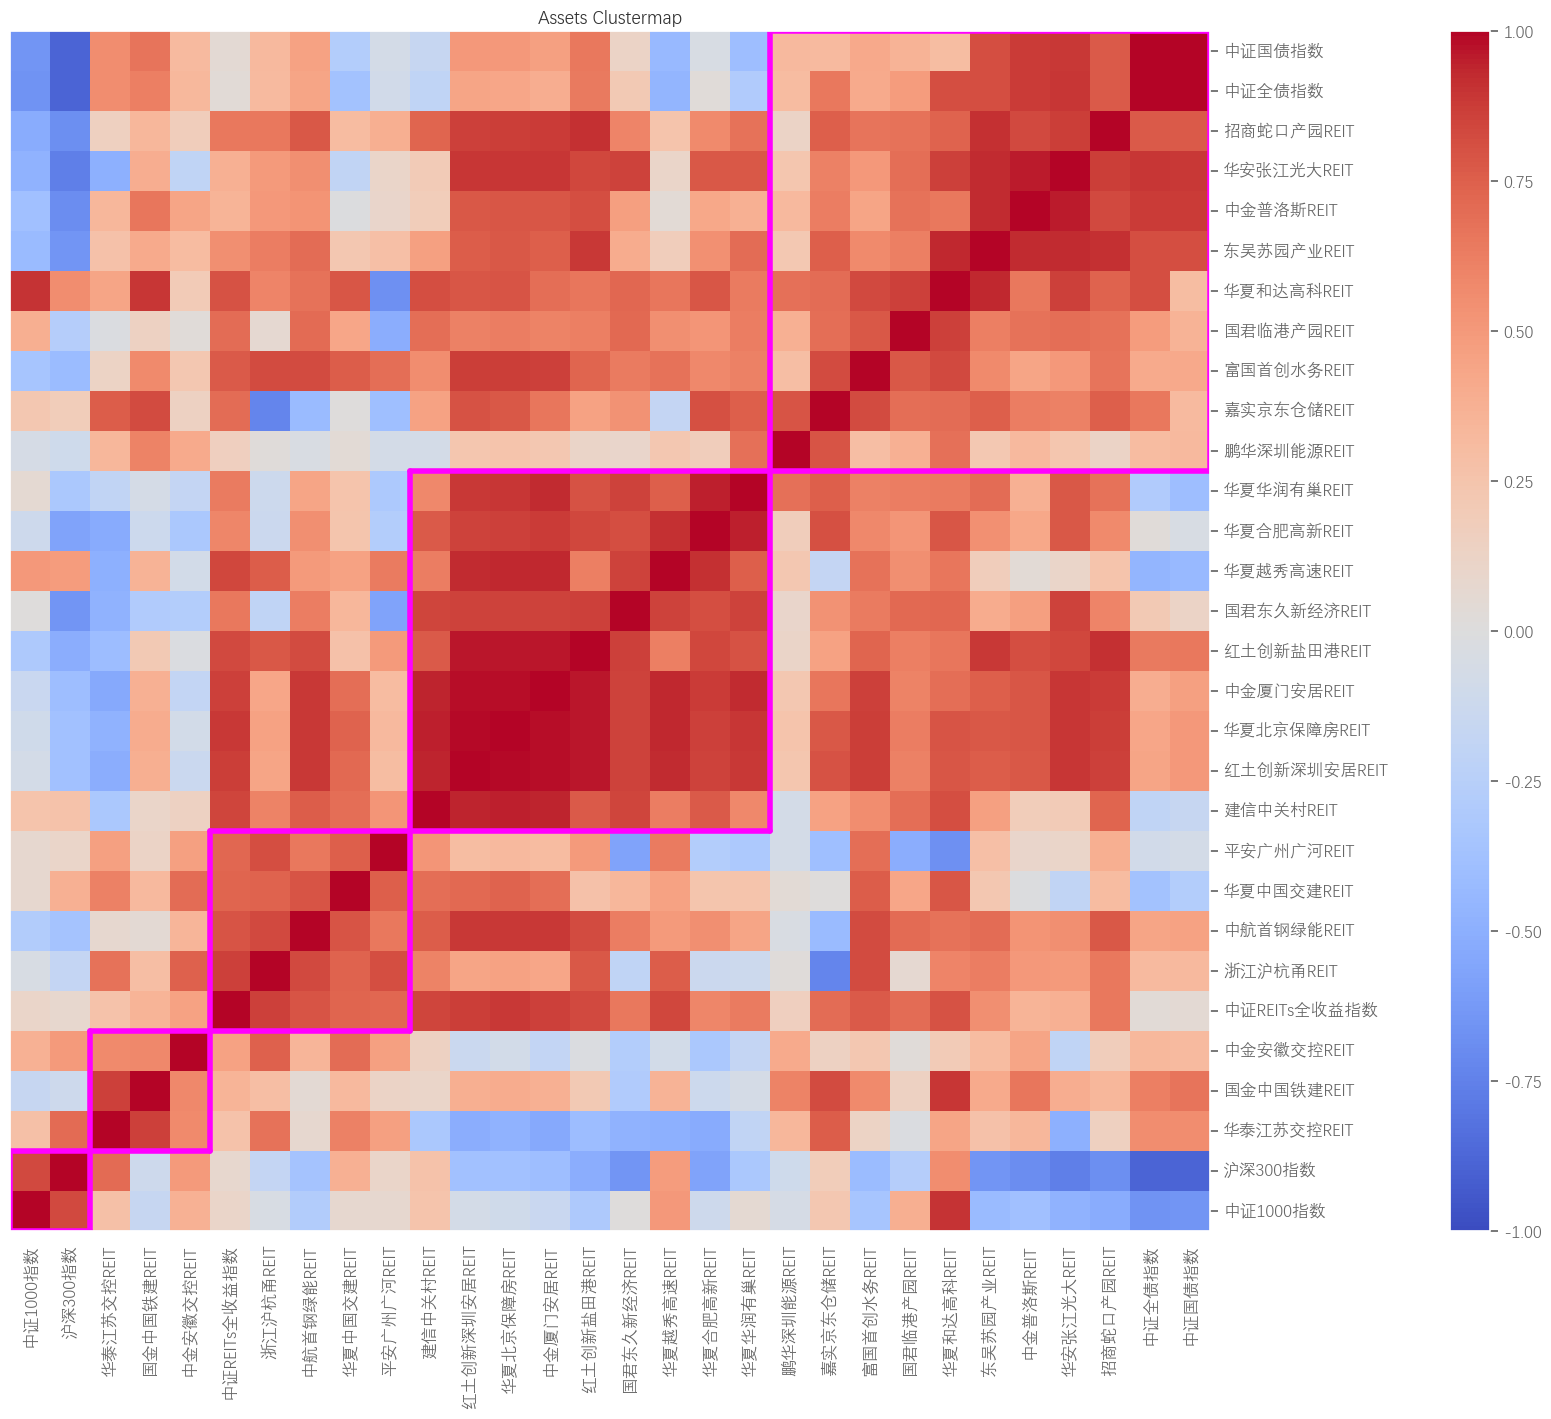 Assets Clustermap
中证国债指数
中证全债指数
招商蛇口产园REIT
华安张江光大REIT
中金普洛斯REIT
东吴苏园产业REIT
华夏和达高科REIT
国君临港产园REIT
富国首创水务REIT
嘉实京东仓储REIT
鹏华深圳能源REIT
华夏华润有巢REIT
华夏合肥高新REIT
华夏越秀高速REIT
国君东久新经济REIT
红土创新盐田港REIT
中金厦门安居REIT
华夏北京保障房REIT
红土创新深圳安居REIT
建信中关村REIT
平安广州广河REIT
华夏中国交建REIT
中航首钢绿能REIT
浙江沪杭甬REIT
中证REITs全收益指数
中金安徽交控REIT
国金中国铁建REIT
华泰江苏交控REIT
沪深300指数
中证1000指数
中证1000指数
沪深300指数
华泰江苏交控REIT
国金中国铁建REIT
中金安徽交控REIT
中证REITs全收益指数
浙江沪杭甬REIT
中航首钢绿能REIT
华夏中国交建REIT
平安广州广河REIT
建信中关村REIT
红土创新深圳安居REIT
华夏北京保障房REIT
中金厦门安居REIT
红土创新盐田港REIT
国君东久新经济REIT
华夏越秀高速REIT
华夏合肥高新REIT
华夏华润有巢REIT
鹏华深圳能源REIT
嘉实京东仓储REIT
富国首创水务REIT
国君临港产园REIT
华夏和达高科REIT
东吴苏园产业REIT
中金普洛斯REIT
华安张江光大REIT
招商蛇口产园REIT
中证全债指数
中证国债指数
1.00
0.75
0.50
0.25
0.00
-0.25
-0.50
-0.75
-1.00